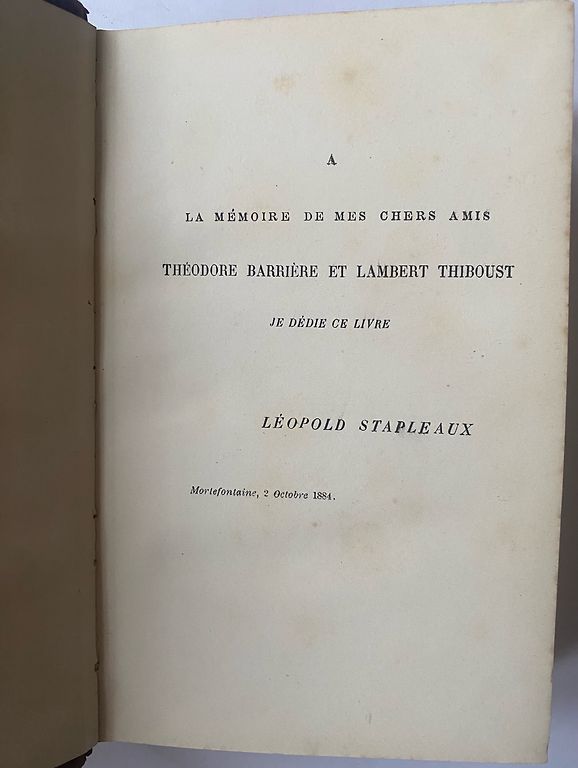 A
LA MÉMOIRE DE MES CHERS AMIS
THÉODORE BARRIÈRE ET LAMBERT THIBOUST
JE DÉDIE CE LIVRE
LÉOPOLD STAPLEAUX
Mortefontaine, 2 Octobre 1884.